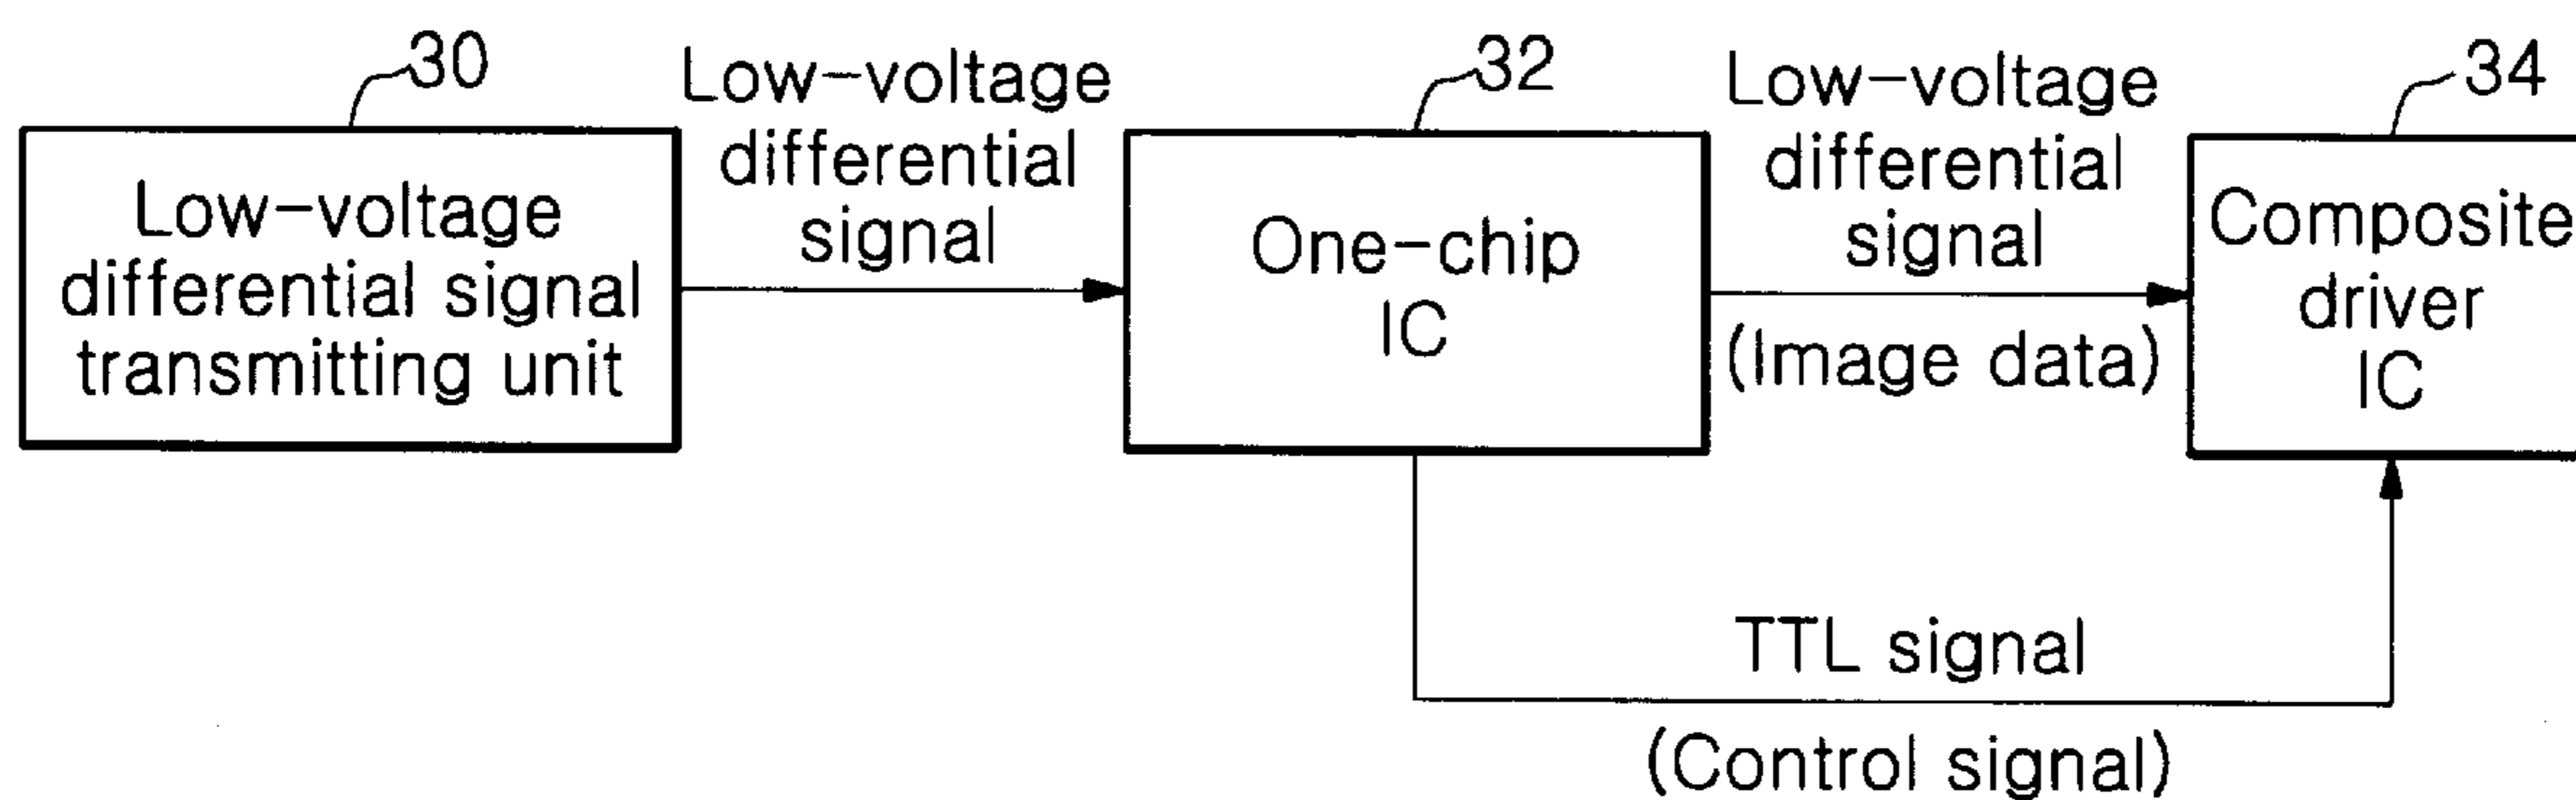 30
Low-voltage
differential signal
transmitting unit
Low-voltage
differential
signal
32
One-chip
IC
Low-voltage
differential
signal
(Image data)
34
Composite
driver
IC
TTL signal
(Control signal)